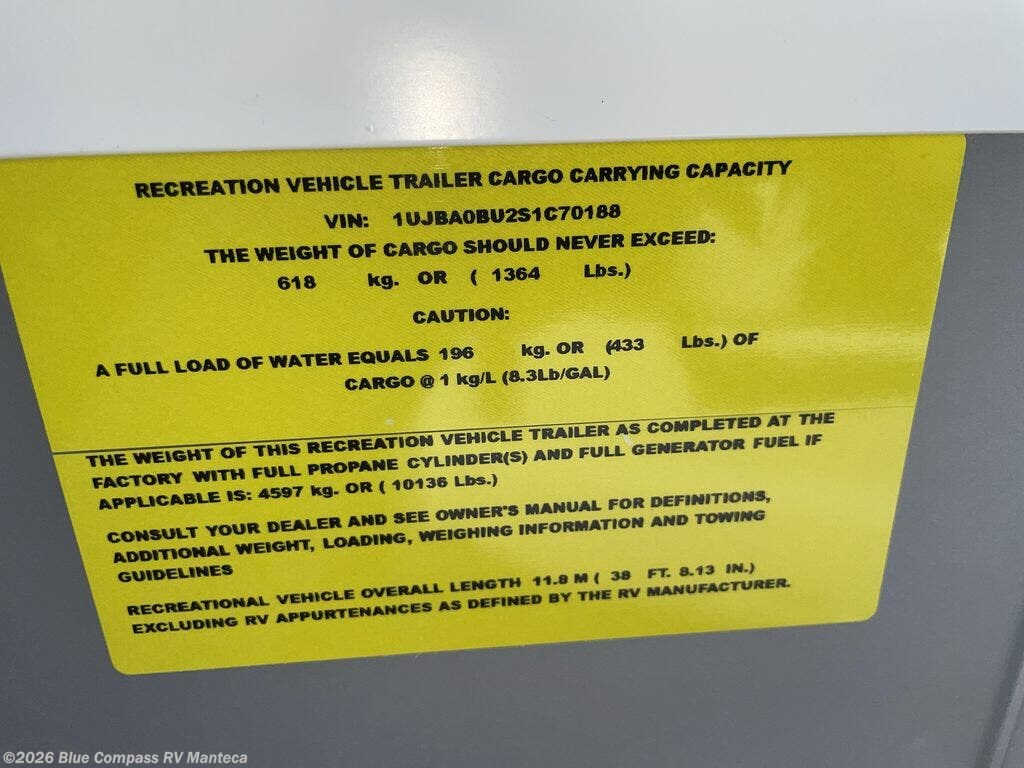 RECREATION VEHICLE TRAILER CARGO CARRYING CAPACITY
VIN: 1UJBA0BU2S1C70188
THE WEIGHT OF CARGO SHOULD NEVER EXCEED:
618 kg. OR ( 1364 Lbs.)
CAUTION:
A FULL LOAD OF WATER EQUALS 196 kg. OR (433 Lbs.) OF
CARGO @ 1 kg/L (8.3Lb/GAL)
THE WEIGHT OF THIS RECREATION VEHICLE TRAILER AS COMPLETED AT THE
FACTORY WITH FULL PROPANE CYLINDER(S) AND FULL GENERATOR FUEL IF
APPLICABLE IS: 4597 kg. OR ( 10136 Lbs.)
CONSULT YOUR DEALER AND SEE OWNER'S MANUAL FOR DEFINITIONS,
ADDITIONAL WEIGHT, LOADING, WEIGHING INFORMATION AND TOWING
GUIDELINES
RECREATIONAL VEHICLE OVERALL LENGTH 11.8 M ( 38 FT. 8.13 IN.)
EXCLUDING RV APPURTENANCES AS DEFINED BY THE RV MANUFACTURER.
©2026 Blue Compass RV Manteca